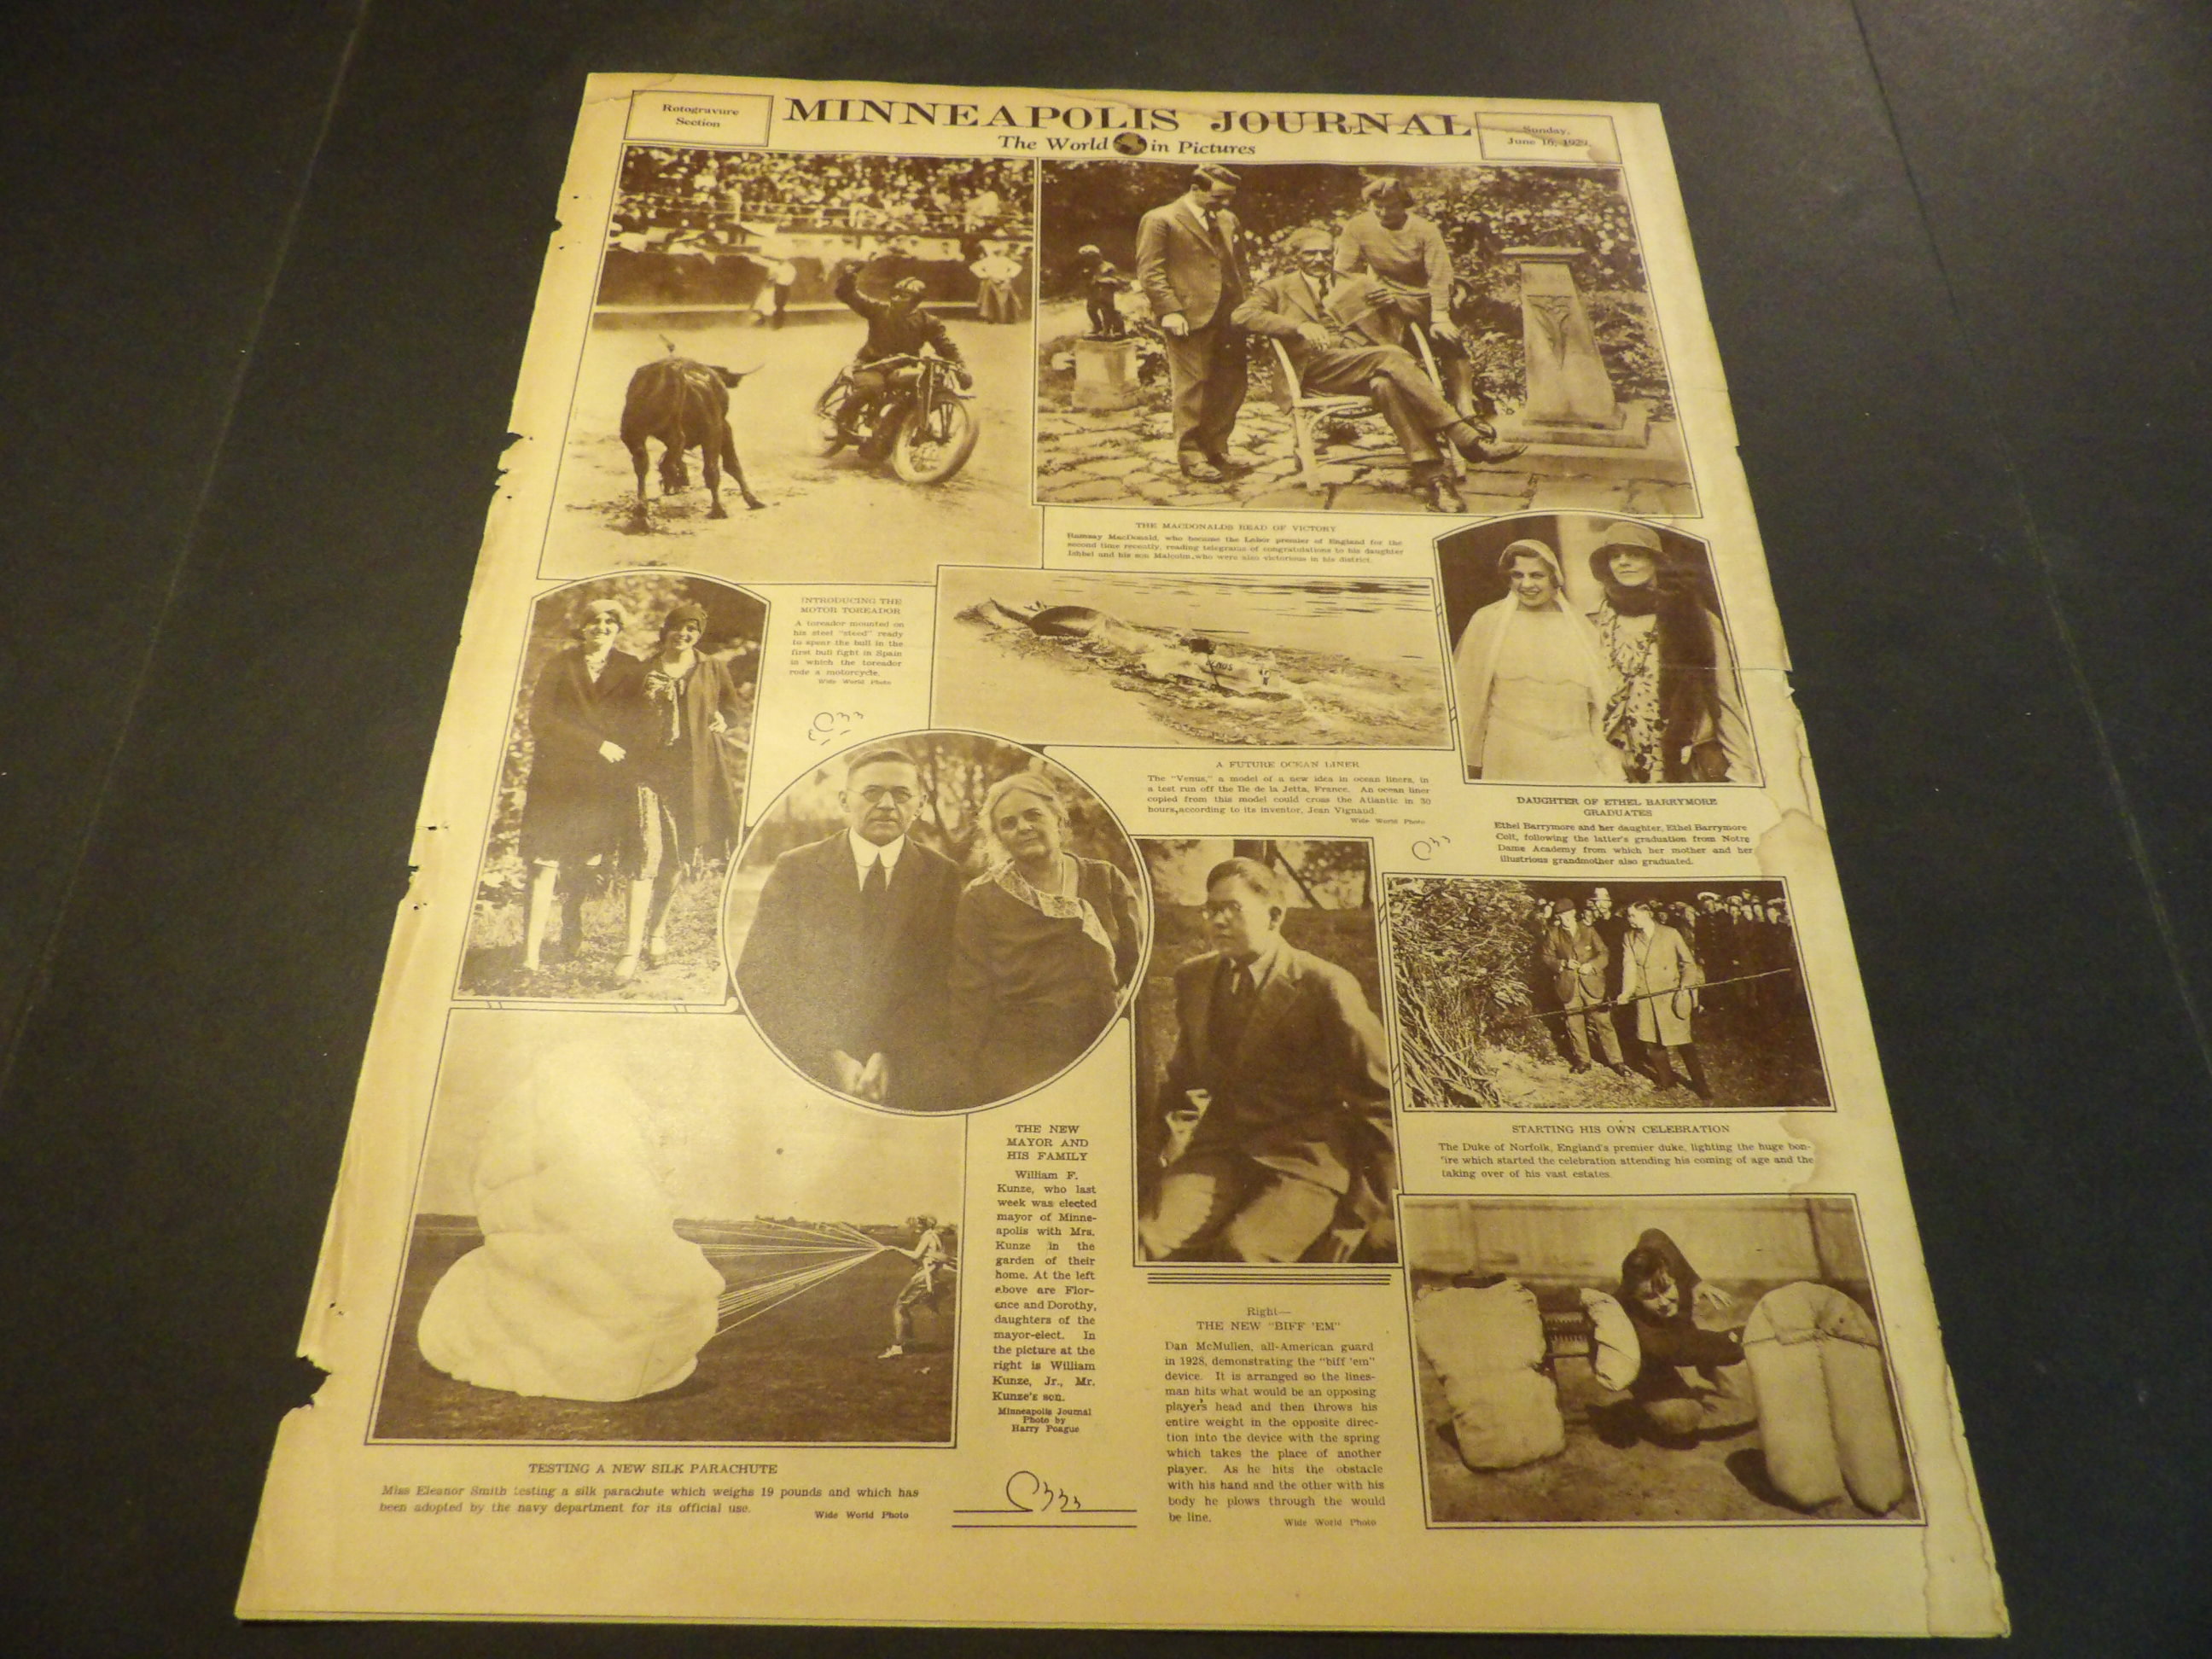 Rotogravure
Section
MINNEAPOLIS JOURNAL
The World in Pictures
Sunday,
June 16, 1929
THE MACDONALDS READ OF VICTORY
Ramsay MacDonald, who became the Labor premier of England for the
second time recently, reading telegrams of congratulations to his daughter
Ishbel and his son Malcolm, who were also victorious in his district.
INTRODUCING THE
MOTOR TOREADOR
A toreador mounted on
his steel "steed" ready
to spear the bull in the
first bull fight in Spain
in which the toreador
rode a motorcycle.
Wide World Photo
VENUS
A FUTURE OCEAN LINER
The "Venus," a model of a new idea in ocean liners, in
a test run off the Ile de la Jetta, France. An ocean liner
copied from this model could cross the Atlantic in 30
hours, according to its inventor, Jean Vignaud.
Wide World Photo
DAUGHTER OF ETHEL BARRYMORE
GRADUATES
Ethel Barrymore and her daughter, Ethel Barrymore
Colt, following the latter's graduation from Notre
Dame Academy from which her mother and her
illustrious grandmother also graduated.
STARTING HIS OWN CELEBRATION
The Duke of Norfolk, England's premier duke, lighting the huge bon-
fire which started the celebration attending his coming of age and the
taking over of his vast estates.
THE NEW
MAYOR AND
HIS FAMILY
William F.
Kunze, who last
week was elected
mayor of Minne-
apolis with Mrs.
Kunze in the
garden of their
home. At the left
above are Flor-
ence and Dorothy,
daughters of the
mayor-elect. In
the picture at the
right is William
Kunze, Jr., Mr.
Kunze's son.
Minneapolis Journal
Photo by
Harry Poague
Right—
THE NEW "BIFF 'EM"
Dan McMullen, all-American guard
in 1928, demonstrating the "biff 'em"
device. It is arranged so the lines-
man hits what would be an opposing
player's head and then throws his
entire weight in the opposite direc-
tion into the device with the spring
which takes the place of another
player. As he hits the obstacle
with his hand and the other with his
body he plows through the would
be line.
Wide World Photo
TESTING A NEW SILK PARACHUTE
Miss Eleanor Smith testing a silk parachute which weighs 19 pounds and which has
been adopted by the navy department for its official use.
Wide World Photo